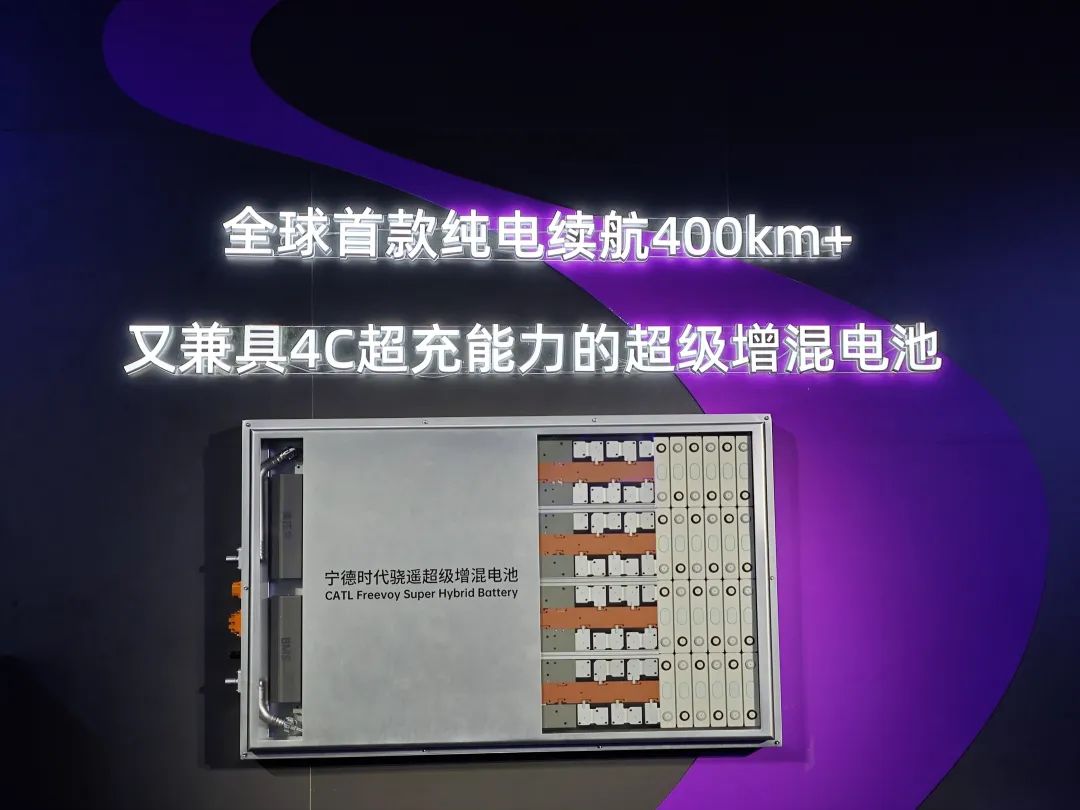 全球首款纯电续航400km+
又兼具4C超充能力的超级增混电池
宁德时代骁遥超级增混电池
CATL Freevoy Super Hybrid Battery
BMS